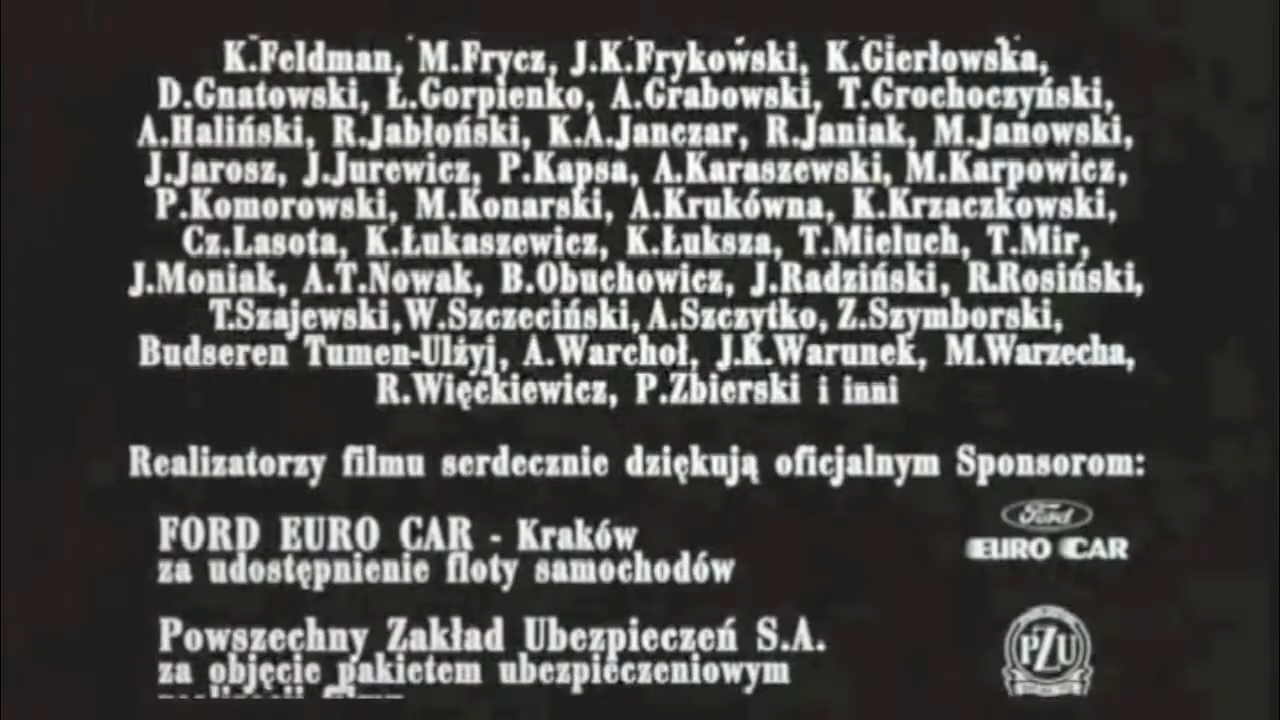 K.Feldman, M.Frycz, J.K.Frykowski, K.Gierłowska,
D.Gnatowski, Ł.Gorpienko, A.Grabowski, T.Grochoczyński,
A.Haliński, R.Jabłoński, K.A.Janczar, R.Janiak, M.Janowski,
J.Jarosz, J.Jurewicz, P.Kapsa, A.Karaszewski, M.Karpowicz,
P.Komorowski, M.Konarski, A.Krukówna, K.Krzaczkowski,
Cz.Lasota, K.Łukaszewicz, K.Łuksza, T.Mieluch, T.Mir,
J.Moniak, A.T.Nowak, B.Obuchowicz, J.Radziński, R.Rosiński,
T.Szajewski, W.Szczeciński, A.Szczytko, Z.Szymborski,
Budseren Tumen-Ulżyj, A.Warchoł, J.K.Warunek, M.Warzecha,
R.Więckiewicz, P.Zbierski i inni
Realizatorzy filmu serdecznie dziękują oficjalnym Sponsorom:
FORD EURO CAR - Kraków
za udostępnienie floty samochodów
Ford
EURO CAR
Powszechny Zakład Ubezpieczeń S.A.
za objęcie pakietem ubezpieczeniowym
PZU